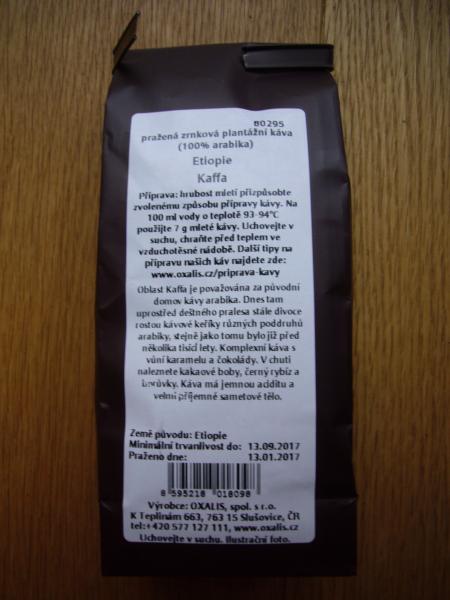 80295
pražená zrnková plantážní káva
(100% arabika)
Etiopie
Kaffa
Příprava: hrubost mletí přizpůsobte
zvolenému způsobu přípravy kávy. Na
100 ml vody o teplotě 93-94°C
použijte 7 g mleté kávy. Uchovejte v
suchu, chraňte před teplem ve
vzduchotěsné nádobě. Další tipy na
přípravu našich káv najdete zde:
www.oxalis.cz/priprava-kavy
Oblast Kaffa je považována za původní
domov kávy arabika. Dnes tam
uprostřed deštného pralesa stále divoce
rostou kávové keříky různých poddruhů
arabiky, stejně jako tomu bylo již před
několika tisící lety. Komplexní káva s
vůní karamelu a čokolády. V chuti
naleznete kakaové boby, černý rybíz a
borůvky. Káva má jemnou aciditu a
velmi příjemné sametové tělo.
Země původu: Etiopie
Minimální trvanlivost do: 13.09.2017
Praženo dne: 13.01.2017
8 595218 018098
Výrobce: OXALIS, spol. s r.o.
K Teplinám 663, 763 15 Slušovice, ČR
tel:+420 577 127 111, www.oxalis.cz
Uchovejte v suchu. Ilustrační foto.